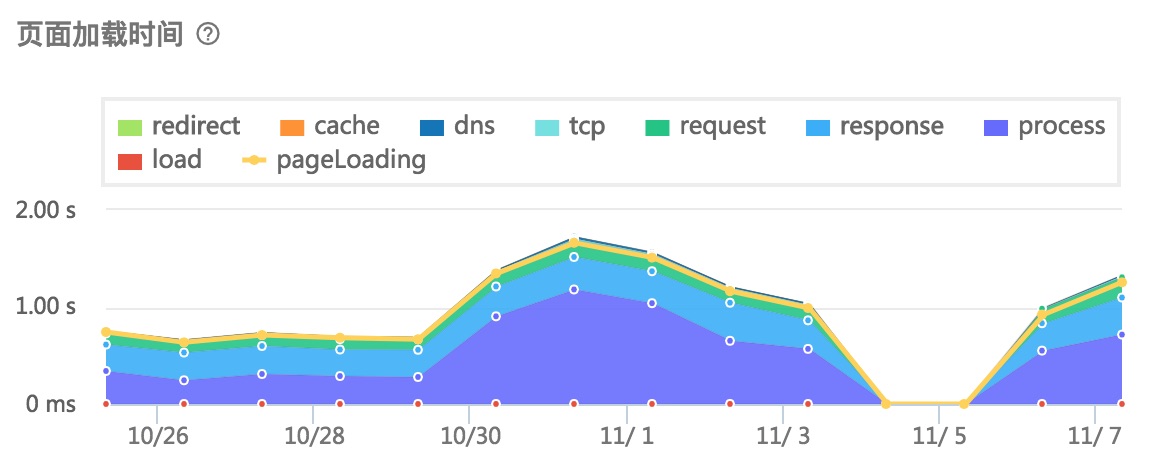 页面加载时间 ?
redirect cache dns tcp request response process
load pageLoading
2.00 s
1.00 s
0 ms
10/26 10/28 10/30 11/ 1 11/ 3 11/ 5 11/ 7